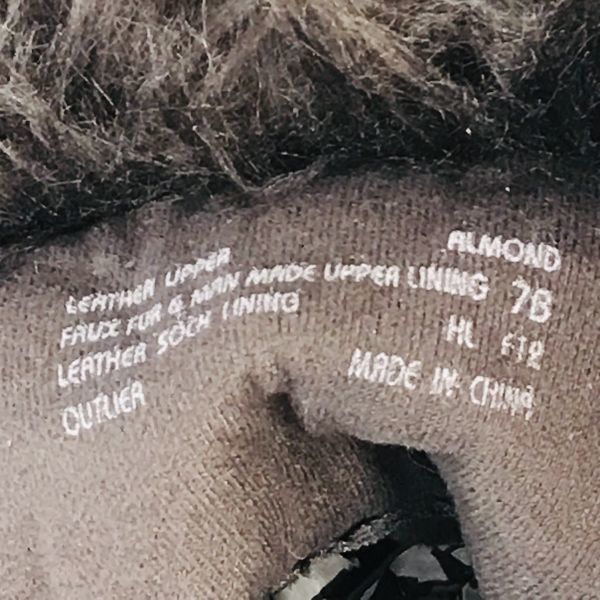 LEATHER UPPER
FAUX FUR & MAN MADE UPPER LINING
LEATHER SOCK LINING
OUTLIER
ALMOND
7B
HL F12
MADE IN CHINA